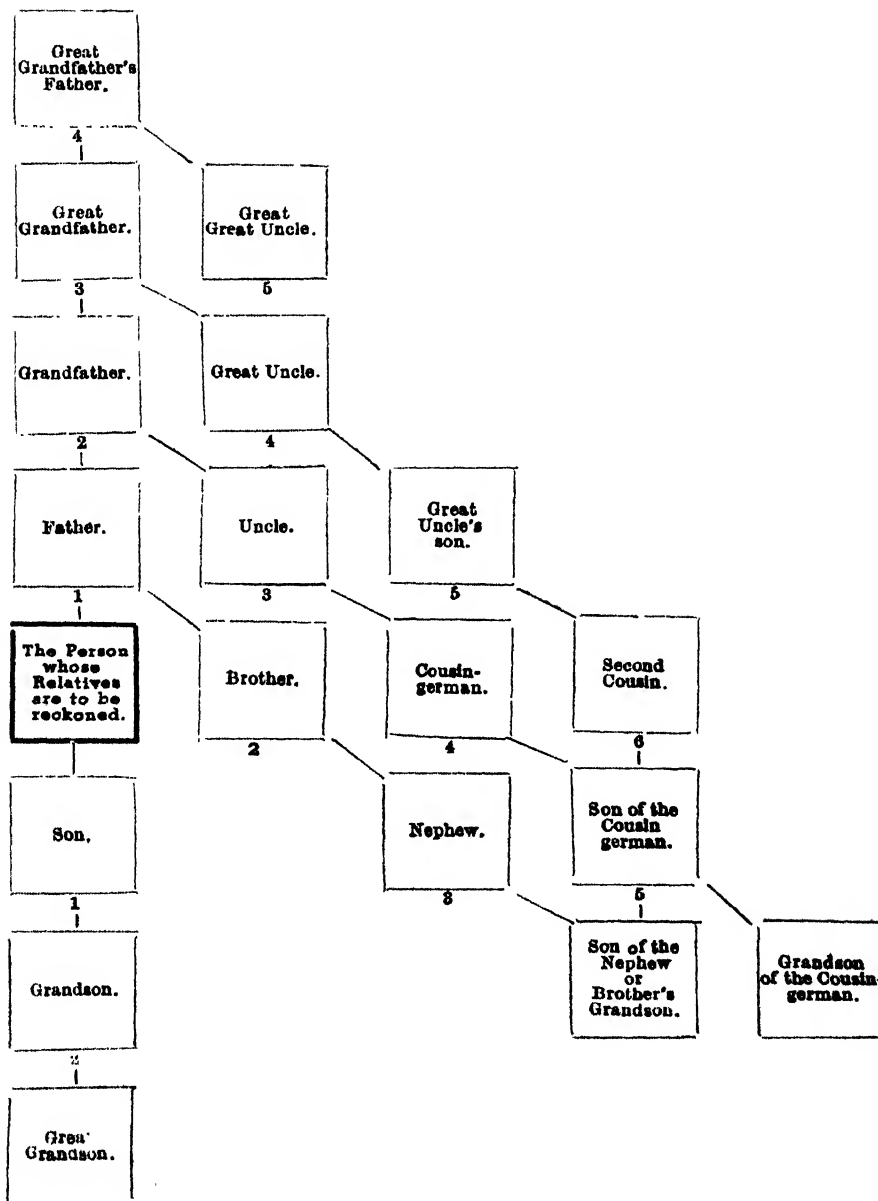 Great
Grandfather's
Father.
4
Great
Grandfather.
Great
Great Uncle.
3
5
Grandfather.
Great Uncle.
2
4
Father.
Uncle.
Great
Uncle's
son.
1
3
5
The Person
whose
Relatives
are to be
reckoned.
Brother.
Cousin-
german.
Second
Cousin.
2
4
6
Son.
Nephew.
Son of the
Cousin
german.
1
3
5
Grandson.
Son of the
Nephew
or
Brother's
Grandson.
Grandson
of the Cousin-
german.
2
Grea
Grandson.